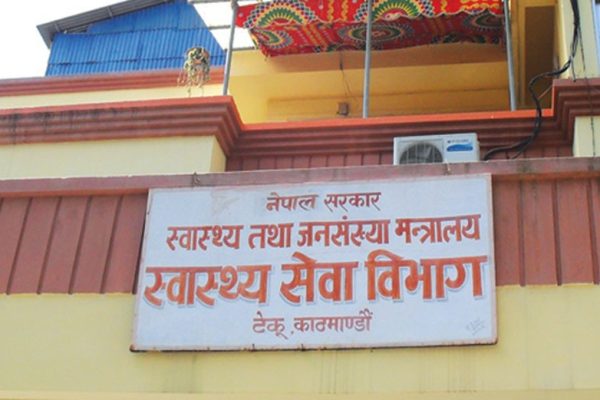 नेपाल सरकार
स्वास्थ्य तथा जनसंख्या मन्त्रालय
स्वास्थ्य सेवा विभाग
टेकू, काठमाण्डौं